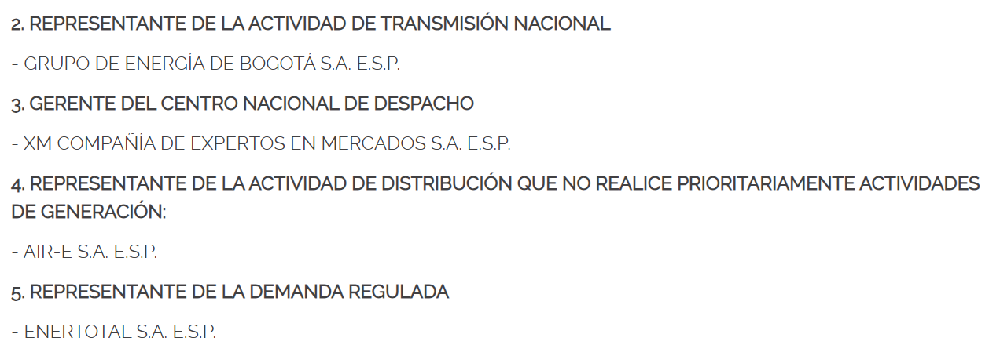 2. REPRESENTANTE DE LA ACTIVIDAD DE TRANSMISIÓN NACIONAL
- GRUPO DE ENERGÍA DE BOGOTÁ S.A. E.S.P.
3. GERENTE DEL CENTRO NACIONAL DE DESPACHO
- XM COMPAÑÍA DE EXPERTOS EN MERCADOS S.A. E.S.P.
4. REPRESENTANTE DE LA ACTIVIDAD DE DISTRIBUCIÓN QUE NO REALICE PRIORITARIAMENTE ACTIVIDADES
DE GENERACIÓN:
- AIR-E S.A. E.S.P.
5. REPRESENTANTE DE LA DEMANDA REGULADA
- ENERTOTAL S.A. E.S.P.